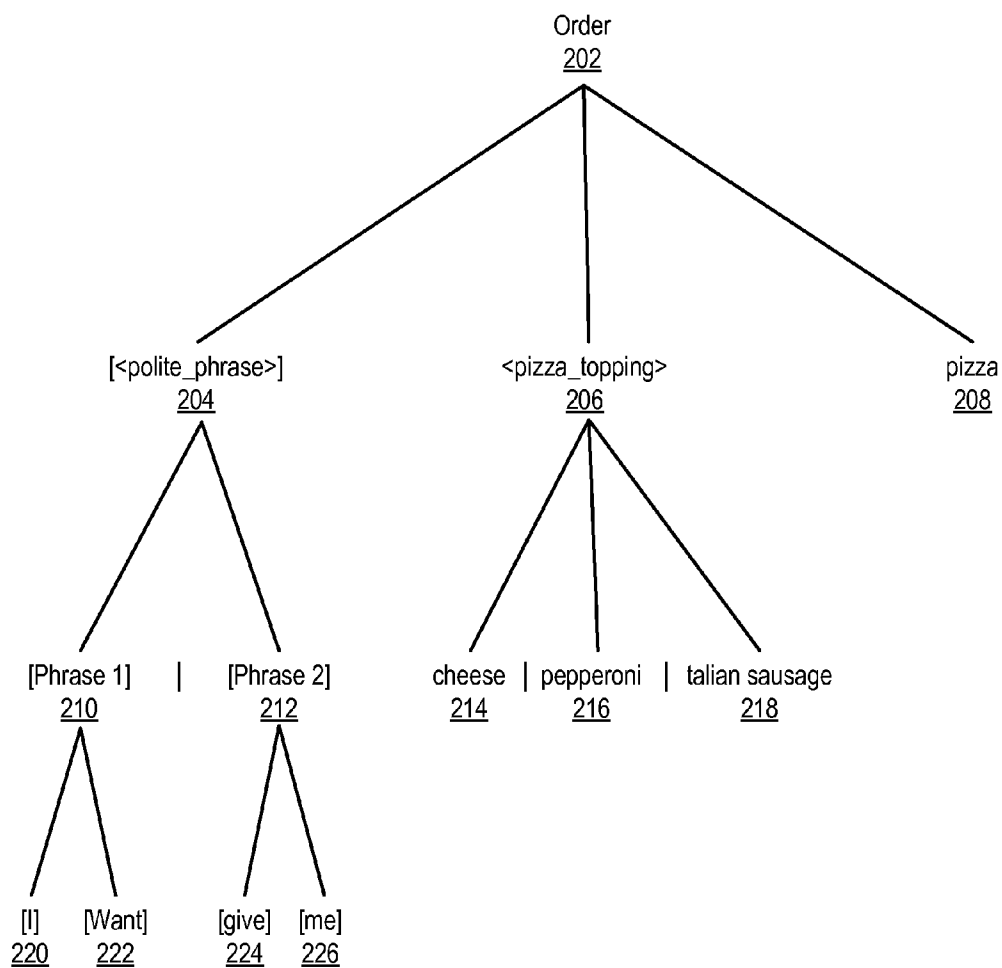 Order
202
[<polite_phrase>] <pizza_topping> pizza
204 206 208
[Phrase 1] | [Phrase 2] cheese | pepperoni | talian sausage
210 212 214 216 218
[I] [Want] [give] [me]
220 222 224 226